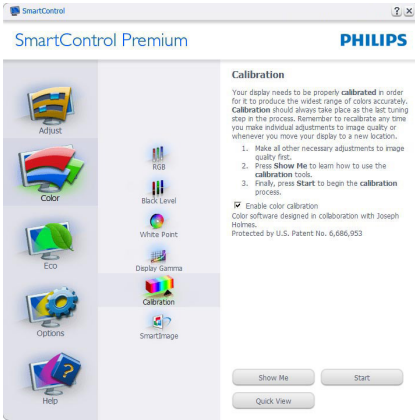 SmartControl
SmartControl Premium
PHILIPS
Adjust
Color
Eco
Options
Help
RGB
Black Level
White Point
Display Gamma
Calibration
SmartImage
Calibration
Your display needs to be properly calibrated in order
for it to produce the widest range of colors accurately.
Calibration should always take place as the last tuning
step in the process. Remember to recalibrate any time
you make individual adjustments to image quality or
whenever you move your display to a new location.
1. Make all other necessary adjustments to image
quality first.
2. Press Show Me to learn how to use the
calibration tools.
3. Finally, press Start to begin the calibration
process.
Enable color calibration
Color software designed in collaboration with Joseph
Holmes.
Protected by U.S. Patent No. 6,686,953
Show Me
Start
Quick View